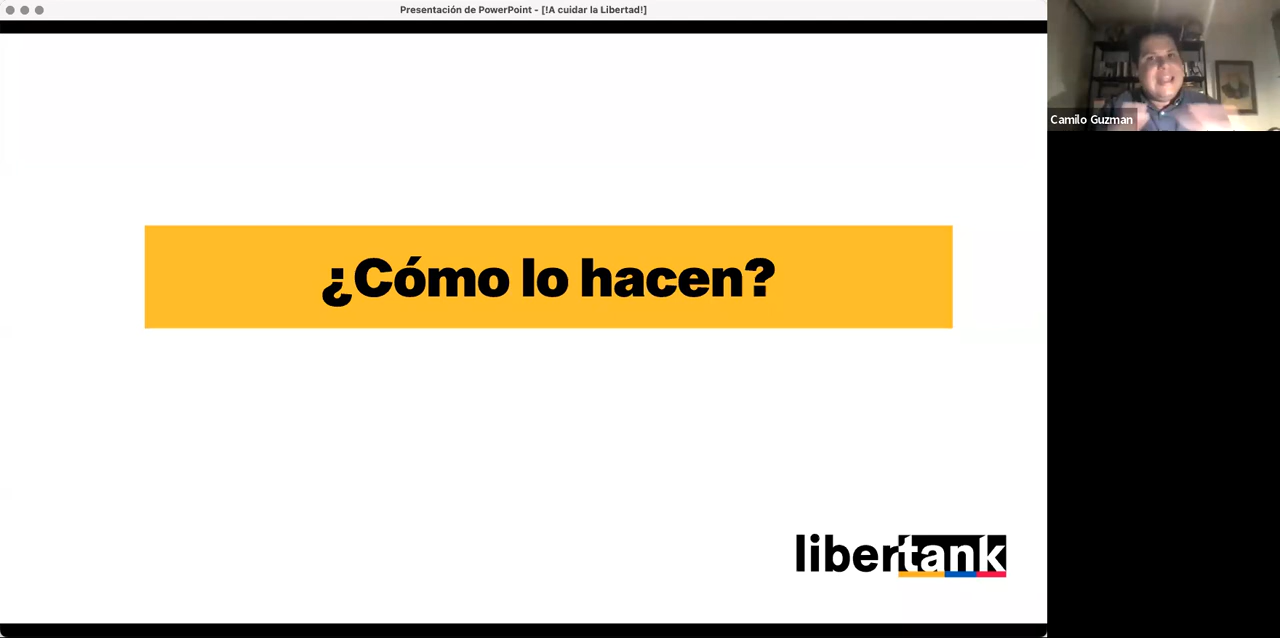 Presentación de PowerPoint - [!A cuidar la Libertad!]
Camilo Guzman
¿Cómo lo hacen?
libertank